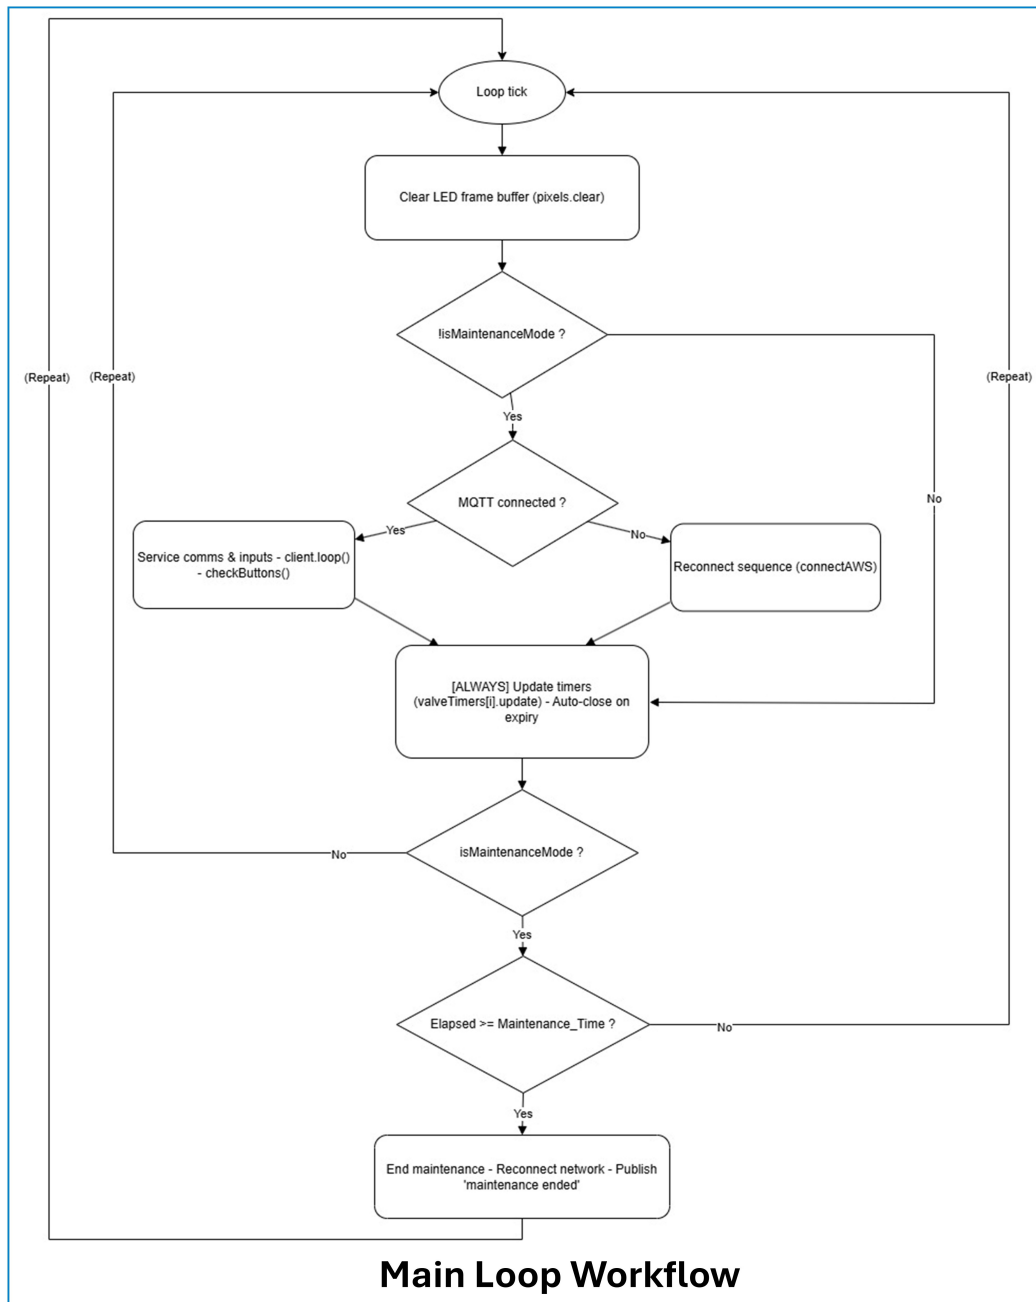 Loop tick
Clear LED frame buffer (pixels.clear)
!isMaintenanceMode ?
(Repeat)
(Repeat)
(Repeat)
Yes
No
MQTT connected ?
Yes
No
Service comms & inputs - client.loop()
- checkButtons()
Reconnect sequence (connectAWS)
[ALWAYS] Update timers
(valveTimers[i].update) - Auto-close on
expiry
isMaintenanceMode ?
No
Yes
Elapsed >= Maintenance_Time ?
No
Yes
End maintenance - Reconnect network - Publish
'maintenance ended'
Main Loop Workflow